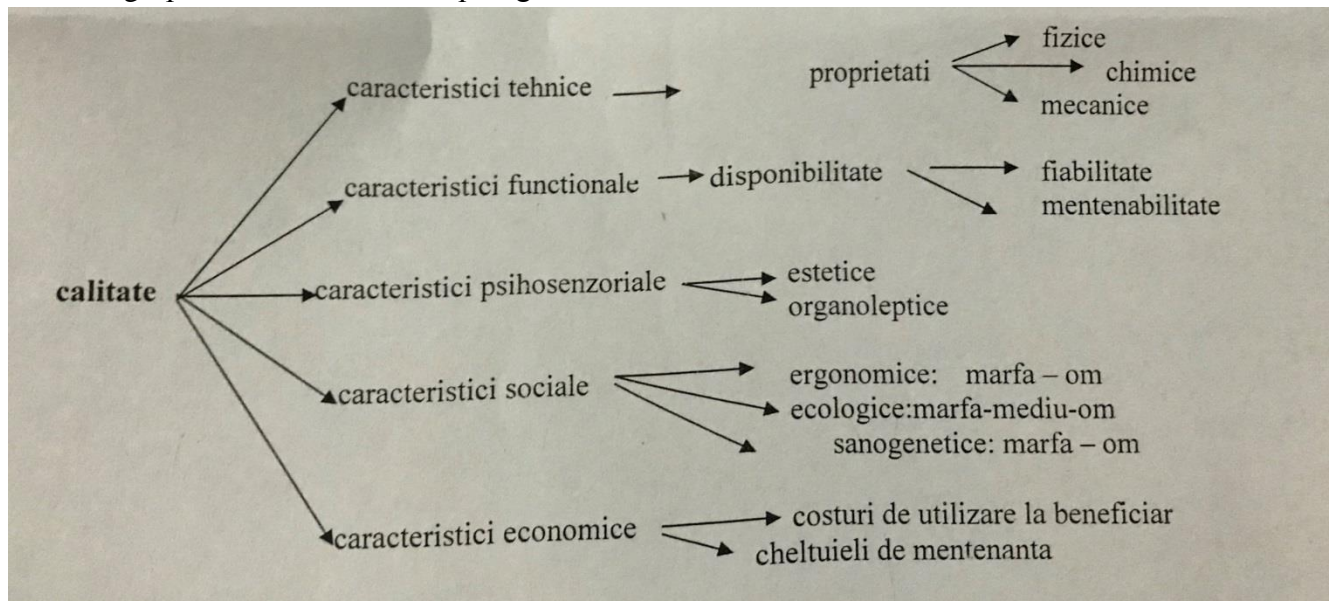 caracteristici tehnice
proprietati
fizice
chimice
mecanice
caracteristici functionale
disponibilitate
fiabilitate
mentenabilitate
calitate
caracteristici psihosenzoriale
estetice
organoleptice
caracteristici sociale
ergonomice: marfa – om
ecologice:marfa-mediu-om
sanogenetice: marfa – om
caracteristici economice
costuri de utilizare la beneficiar
cheltuieli de mentenanta